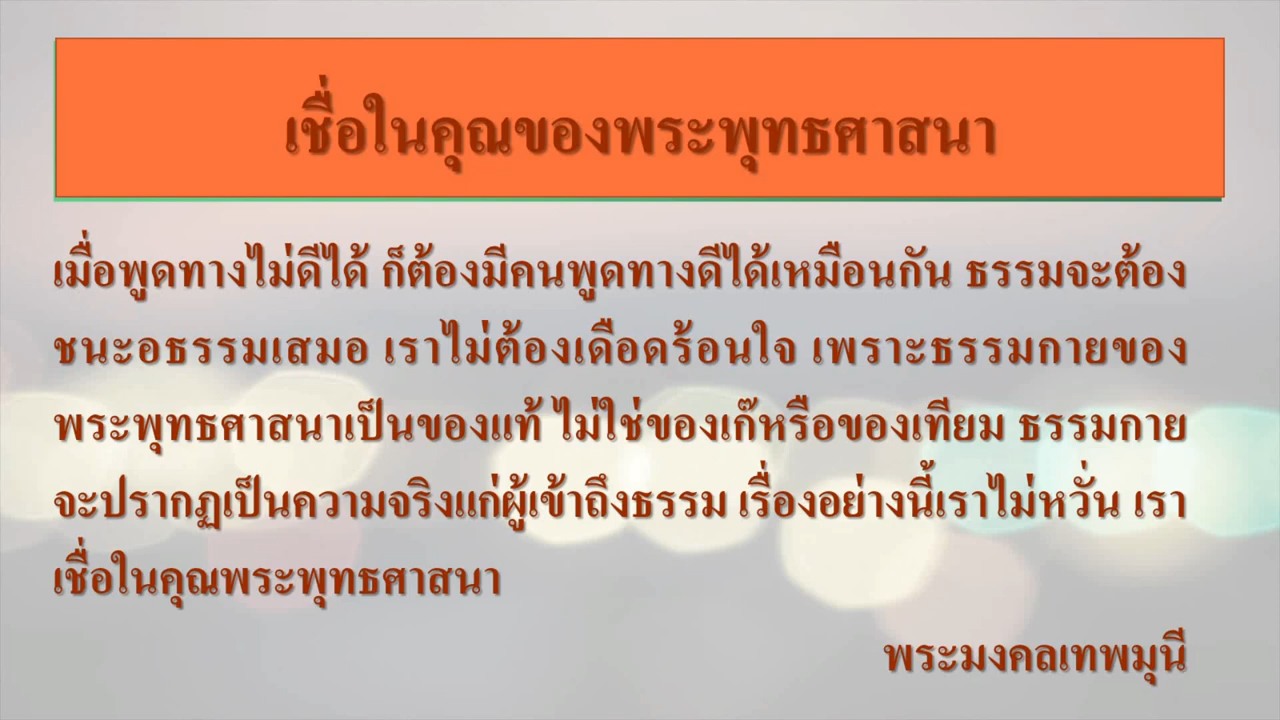 เชื่อในคุณของพระพุทธศาสนา
เมื่อพูดทางไม่ดีได้ ก็ต้องมีคนพูดทางดีได้เหมือนกัน ธรรมจะต้อง
ชนะอธรรมเสมอ เราไม่ต้องเดือดร้อนใจ เพราะธรรมกายของ
พระพุทธศาสนาเป็นของแท้ ไม่ใช่ของเก๊หรือของเทียม ธรรมกาย
จะปรากฏเป็นความจริงแก่ผู้เข้าถึงธรรม เรื่องอย่างนี้เราไม่หวั่น เรา
เชื่อในคุณพระพุทธศาสนา
พระมงคลเทพมุนี